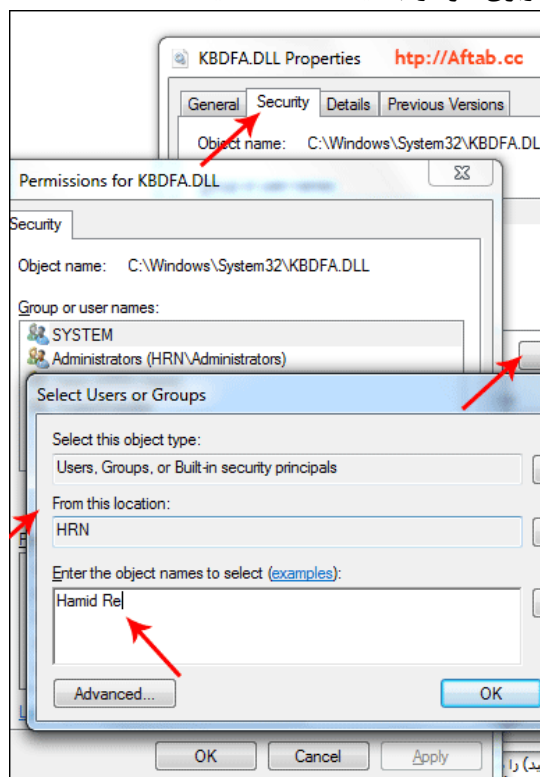 KBDFA.DLL Properties htp://Aftab.cc
General Security Details Previous Versions
Object name: C:\Windows\System32\KBDFA.DL
Permissions for KBDFA.DLL
Security
Object name: C:\Windows\System32\KBDFA.DLL
Group or user names:
SYSTEM
Administrators (HRN\Administrators)
Select Users or Groups
Select this object type:
Users, Groups, or Built-in security principals
From this location:
HRN
Enter the object names to select (examples):
Hamid Re
Advanced... OK
OK Cancel Apply
ید) را